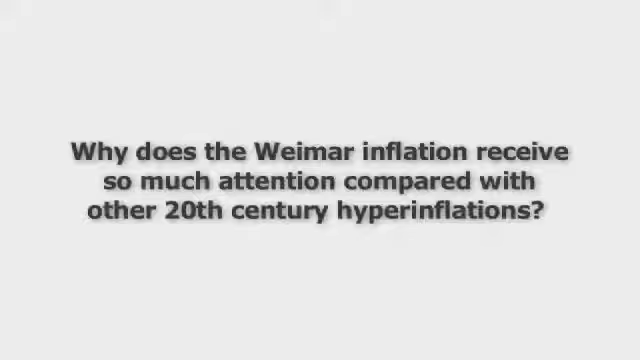 Why does the Weimar inflation receive
so much attention compared with
other 20th century hyperinflations?